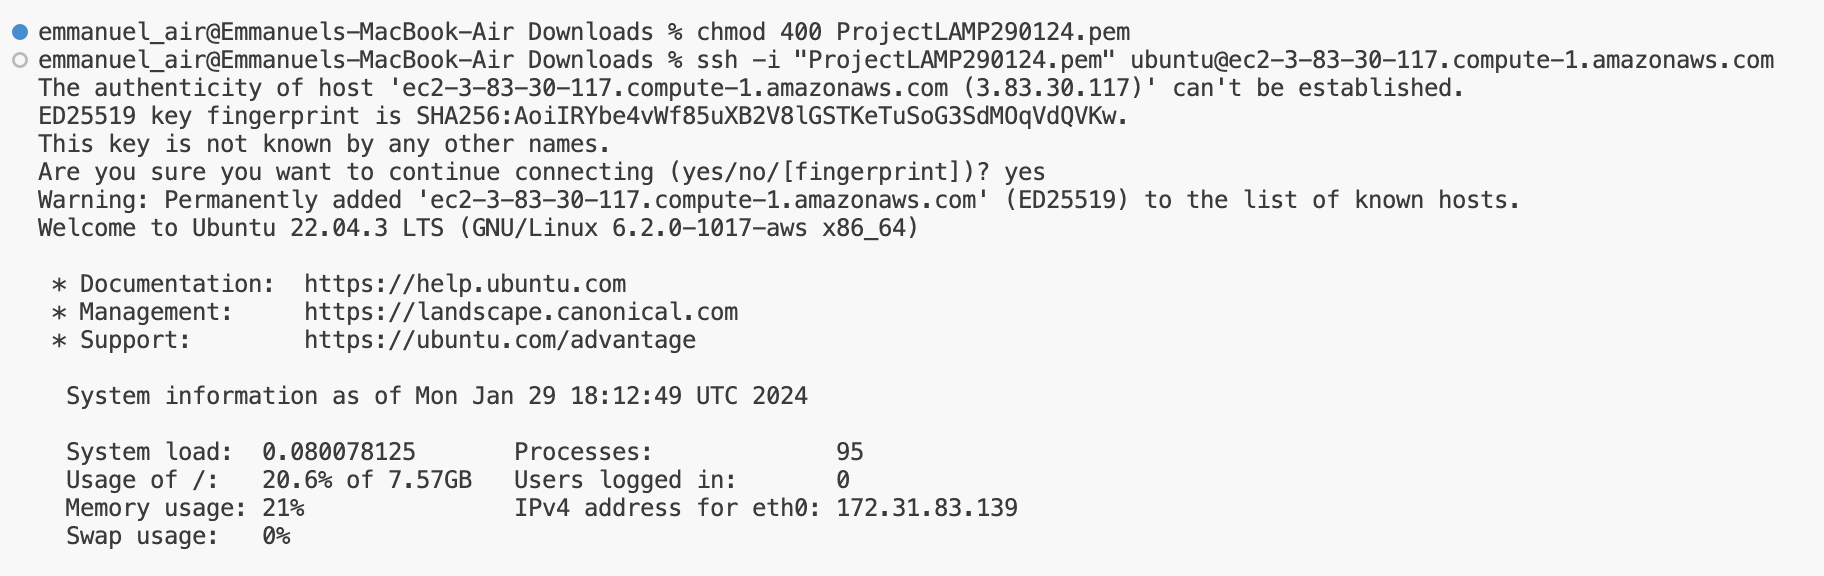 emmanuel_air@Emmanuels-MacBook-Air Downloads % chmod 400 ProjectLAMP290124.pem
emmanuel_air@Emmanuels-MacBook-Air Downloads % ssh -i "ProjectLAMP290124.pem" ubuntu@ec2-3-83-30-117.compute-1.amazonaws.com
The authenticity of host 'ec2-3-83-30-117.compute-1.amazonaws.com (3.83.30.117)' can't be established.
ED25519 key fingerprint is SHA256:AoiIRYbe4vWf85uXB2V8lGSTKeTuSoG3SdMOqVdQVKw.
This key is not known by any other names.
Are you sure you want to continue connecting (yes/no/[fingerprint])? yes
Warning: Permanently added 'ec2-3-83-30-117.compute-1.amazonaws.com' (ED25519) to the list of known hosts.
Welcome to Ubuntu 22.04.3 LTS (GNU/Linux 6.2.0-1017-aws x86_64)
* Documentation:  https://help.ubuntu.com
* Management:     https://landscape.canonical.com
* Support:        https://ubuntu.com/advantage
System information as of Mon Jan 29 18:12:49 UTC 2024
System load:  0.080078125       Processes:             95
Usage of /:   20.6% of 7.57GB   Users logged in:       0
Memory usage: 21%               IPv4 address for eth0: 172.31.83.139
Swap usage:   0%